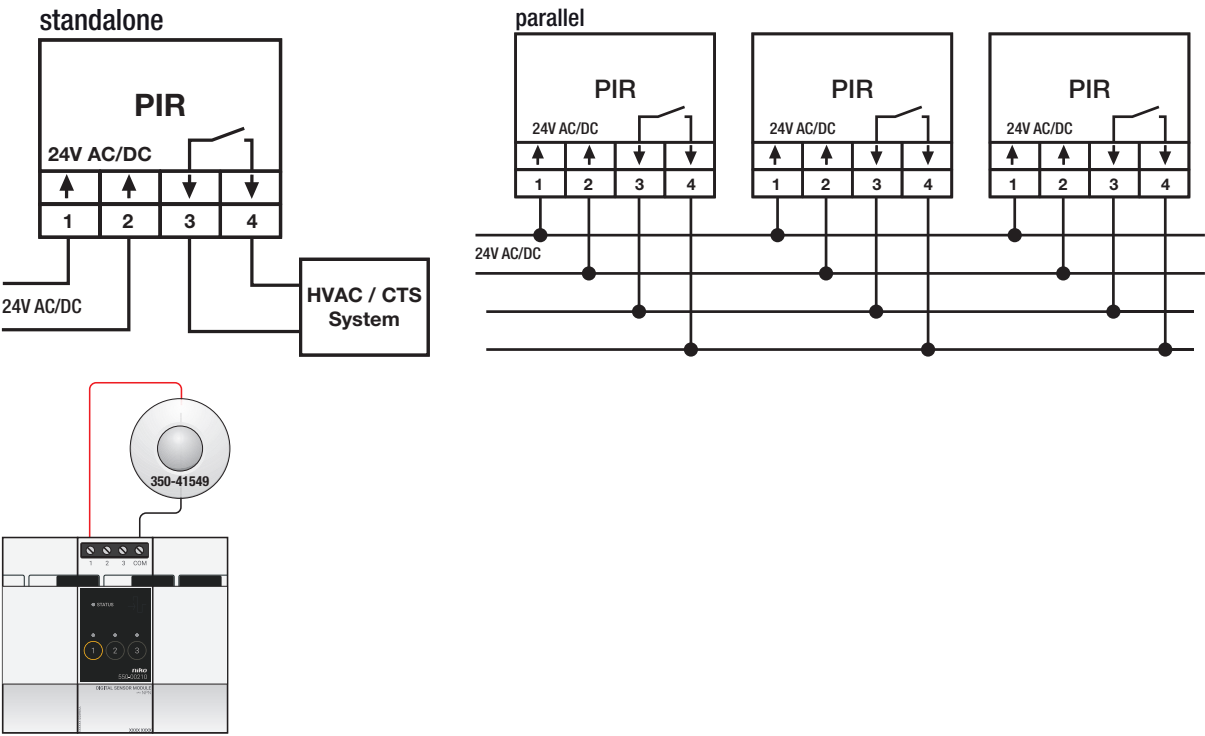 standalone
PIR
24V AC/DC
1 2 3 4
24V AC/DC
HVAC / CTS
System
parallel
PIR
24V AC/DC
1 2 3 4
PIR
24V AC/DC
1 2 3 4
PIR
24V AC/DC
1 2 3 4
24V AC/DC
350-41549
1 2 3 COM
STATUS
1 2 3
niko
550-00210
DIGITAL SENSOR MODULE
XXXX XXXX